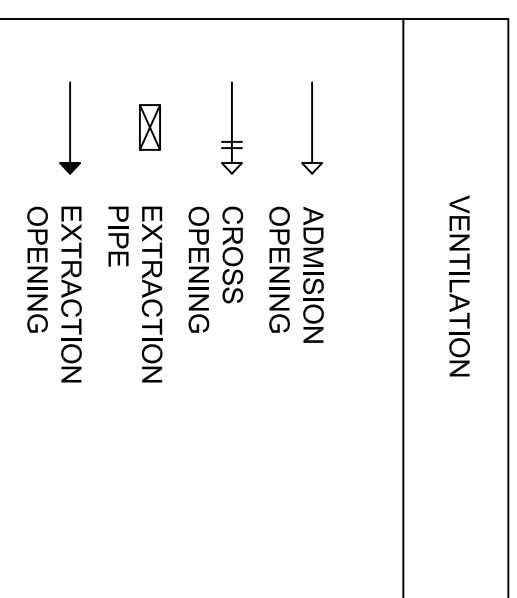 VENTILATION
ADMISION
OPENING
CROSS
OPENING
EXTRACTION
PIPE
EXTRACTION
OPENING